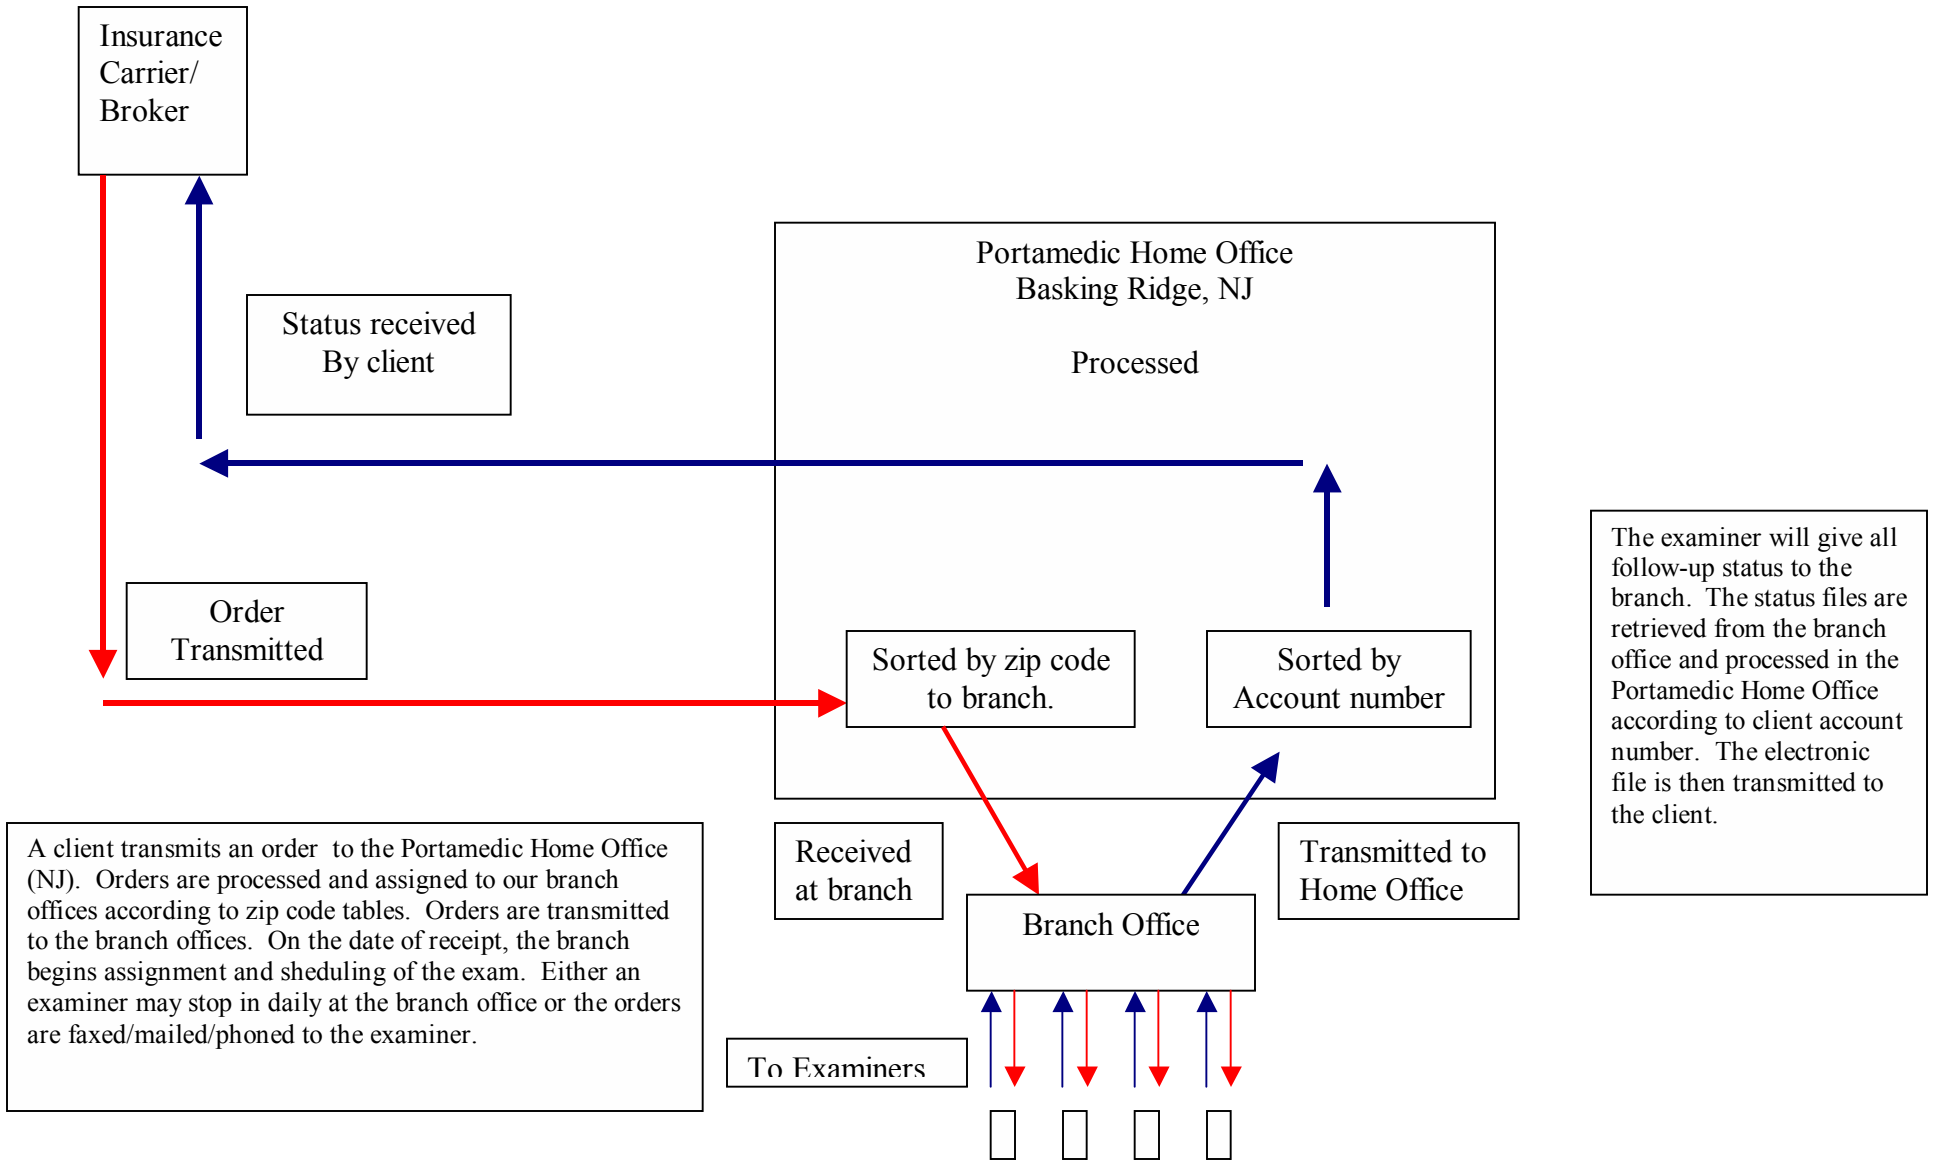 Insurance
Carrier/
Broker
Portamedic Home Office
Basking Ridge, NJ
Processed
Status received
By client
Order
Transmitted
Sorted by zip code
to branch.
Sorted by
Account number
The examiner will give all
follow-up status to the
branch.  The status files are
retrieved from the branch
office and processed in the
Portamedic Home Office
according to client account
number.  The electronic
file is then transmitted to
the client.
A client transmits an order  to the Portamedic Home Office
(NJ).  Orders are processed and assigned to our branch
offices according to zip code tables.  Orders are transmitted
to the branch offices.  On the date of receipt, the branch
begins assignment and sheduling of the exam.  Either an
examiner may stop in daily at the branch office or the orders
are faxed/mailed/phoned to the examiner.
Received
at branch
Transmitted to
Home Office
Branch Office
To Examiners